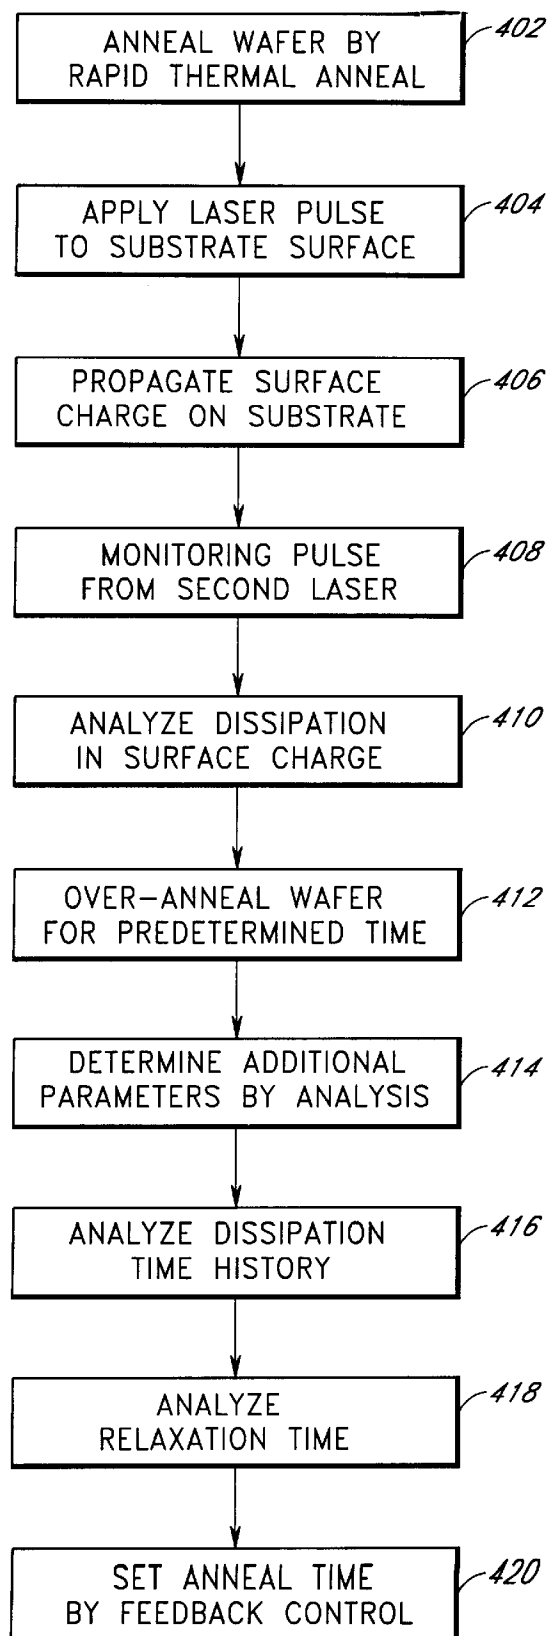 ANNEAL WAFER BY
RAPID THERMAL ANNEAL
402
APPLY LASER PULSE
TO SUBSTRATE SURFACE
404
PROPAGATE SURFACE
CHARGE ON SUBSTRATE
406
MONITORING PULSE
FROM SECOND LASER
408
ANALYZE DISSIPATION
IN SURFACE CHARGE
410
OVER-ANNEAL WAFER
FOR PREDETERMINED TIME
412
DETERMINE ADDITIONAL
PARAMETERS BY ANALYSIS
414
ANALYZE DISSIPATION
TIME HISTORY
416
ANALYZE
RELAXATION TIME
418
SET ANNEAL TIME
BY FEEDBACK CONTROL
420